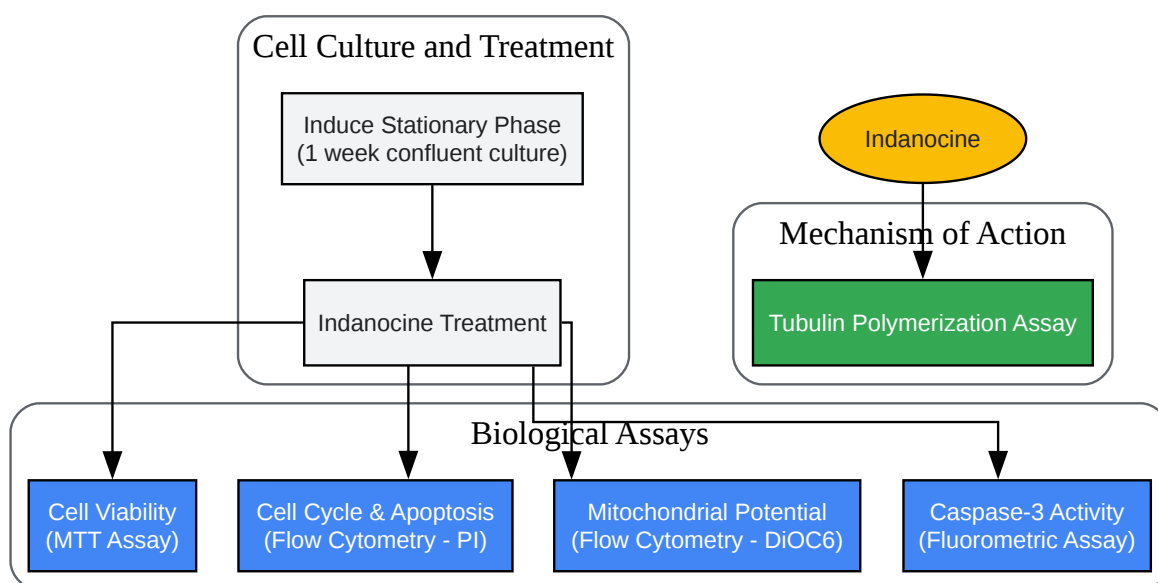 Cell Culture and Treatment
Induce Stationary Phase
(1 week confluent culture)
Indanocine
Mechanism of Action
Indanocine Treatment
Tubulin Polymerization Assay
Biological Assays
Cell Viability
(MTT Assay)
Cell Cycle & Apoptosis
(Flow Cytometry - PI)
Mitochondrial Potential
(Flow Cytometry - DiOC6)
Caspase-3 Activity
(Fluorometric Assay)